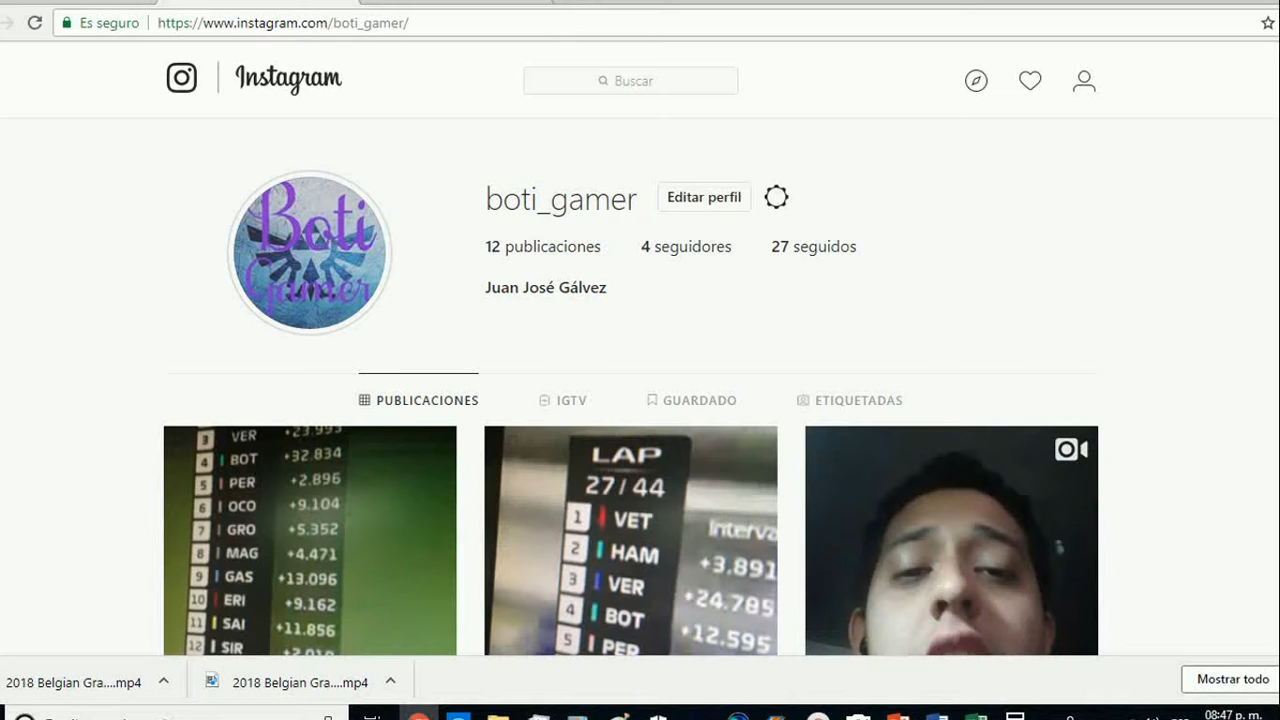 Es seguro | https://www.instagram.com/boti_gamer/
Instagram
Buscar
Boti
Gamer
boti_gamer
Editar perfil
12 publicaciones 4 seguidores 27 seguidos
Juan José Gálvez
PUBLICACIONES IGTV GUARDADO ETIQUETADAS
3 VER +23.993
4 BOT +32.834
5 PER +2.896
6 OCO +9.104
7 GRO +5.352
8 MAG +4.471
9 GAS +13.096
10 ERI +9.162
11 SAI +11.856
12 SIR
LAP
27/44
Interva
1 VET
2 HAM +3.891
3 VER +24.785
4 BOT +12.595
5 PER
2018 Belgian Gra....mp4
2018 Belgian Gra....mp4
Mostrar todo
08:47 p. m.